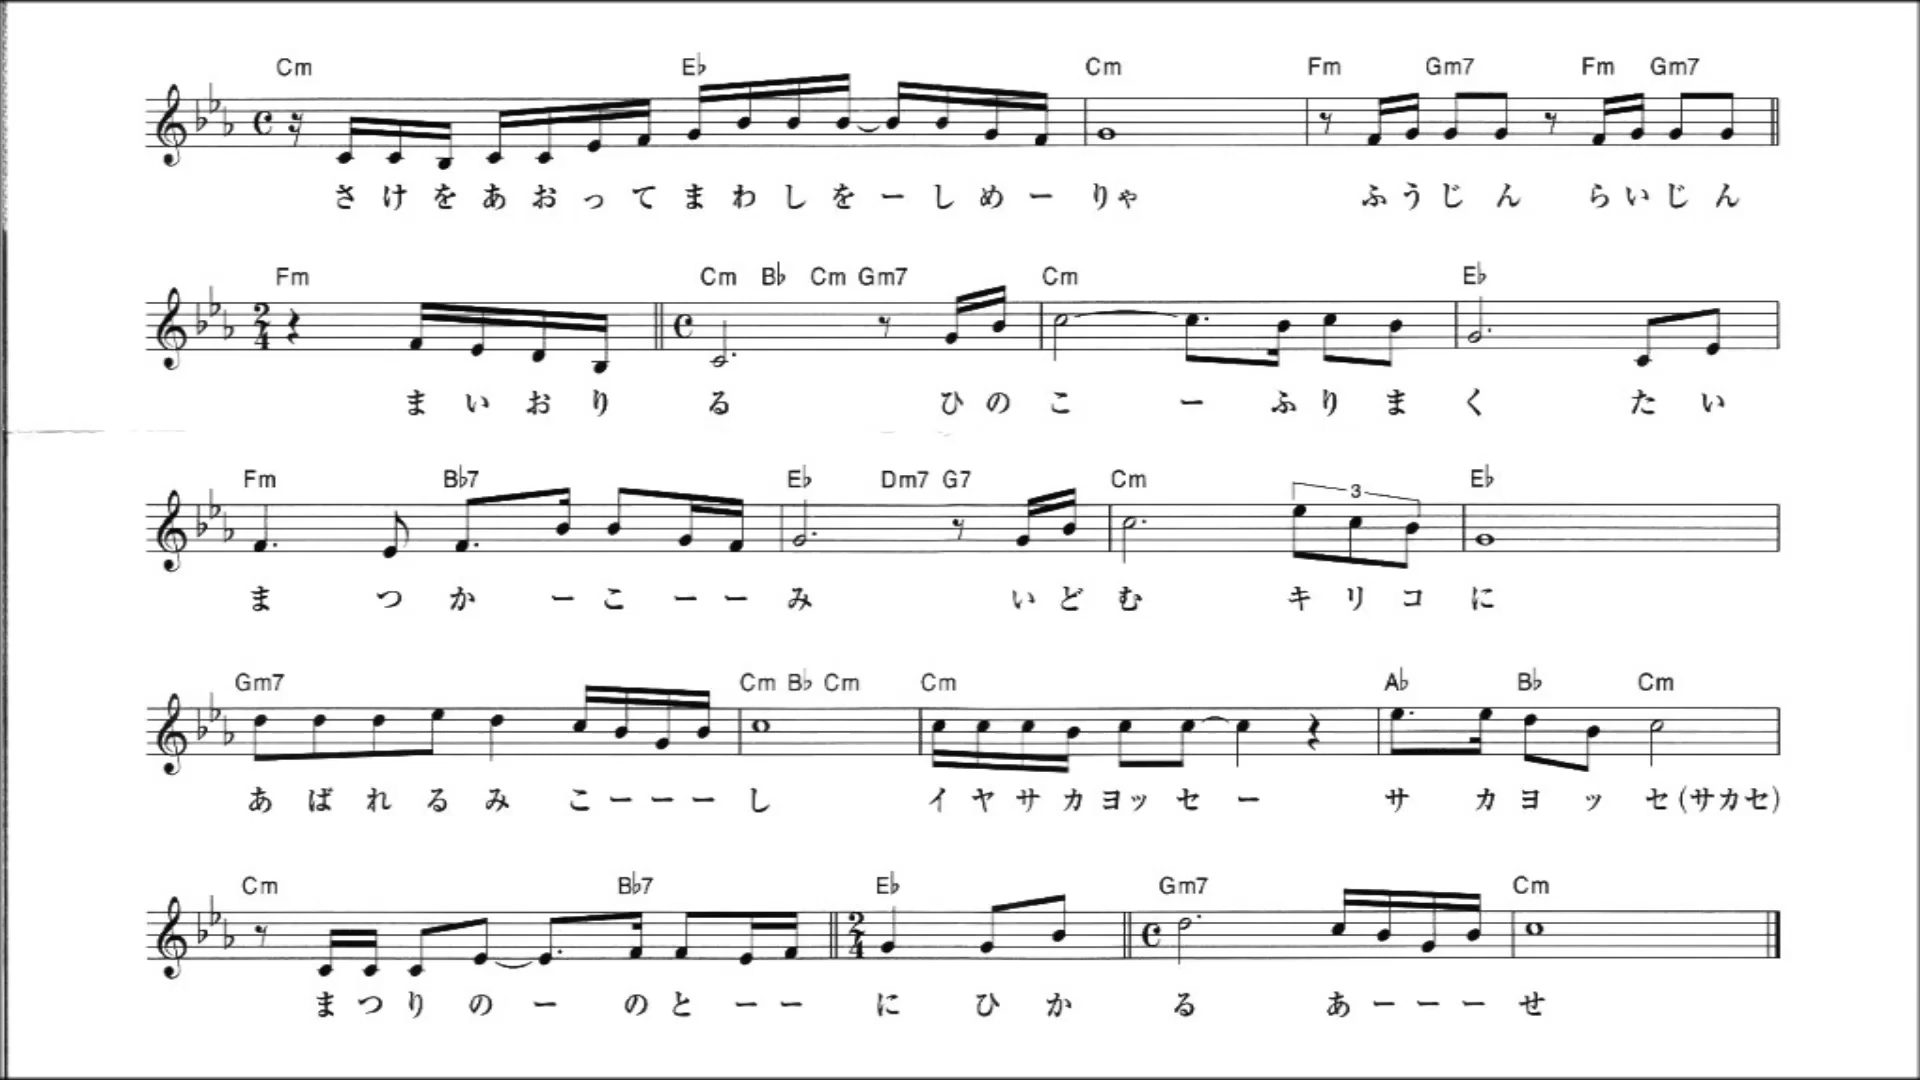 Cm E♭ Cm Fm Gm7 Fm Gm7
さけをあおってまわしをーしめーりゃ ふうじん らいじん
Fm Cm B♭ Cm Gm7 Cm E♭
まいおりる ひのこーふりまく たい
Fm B♭7 E♭ Dm7 G7 Cm 3 E♭
まつかーこーーみ いどむ キリコに
Gm7 Cm B♭ Cm Cm A♭ B♭ Cm
あばれるみこーーーし イヤサカヨッセー サカヨッセ(サカセ)
Cm B♭7 E♭ Gm7 Cm
まつりのーのとーーにひかる あーーーせ